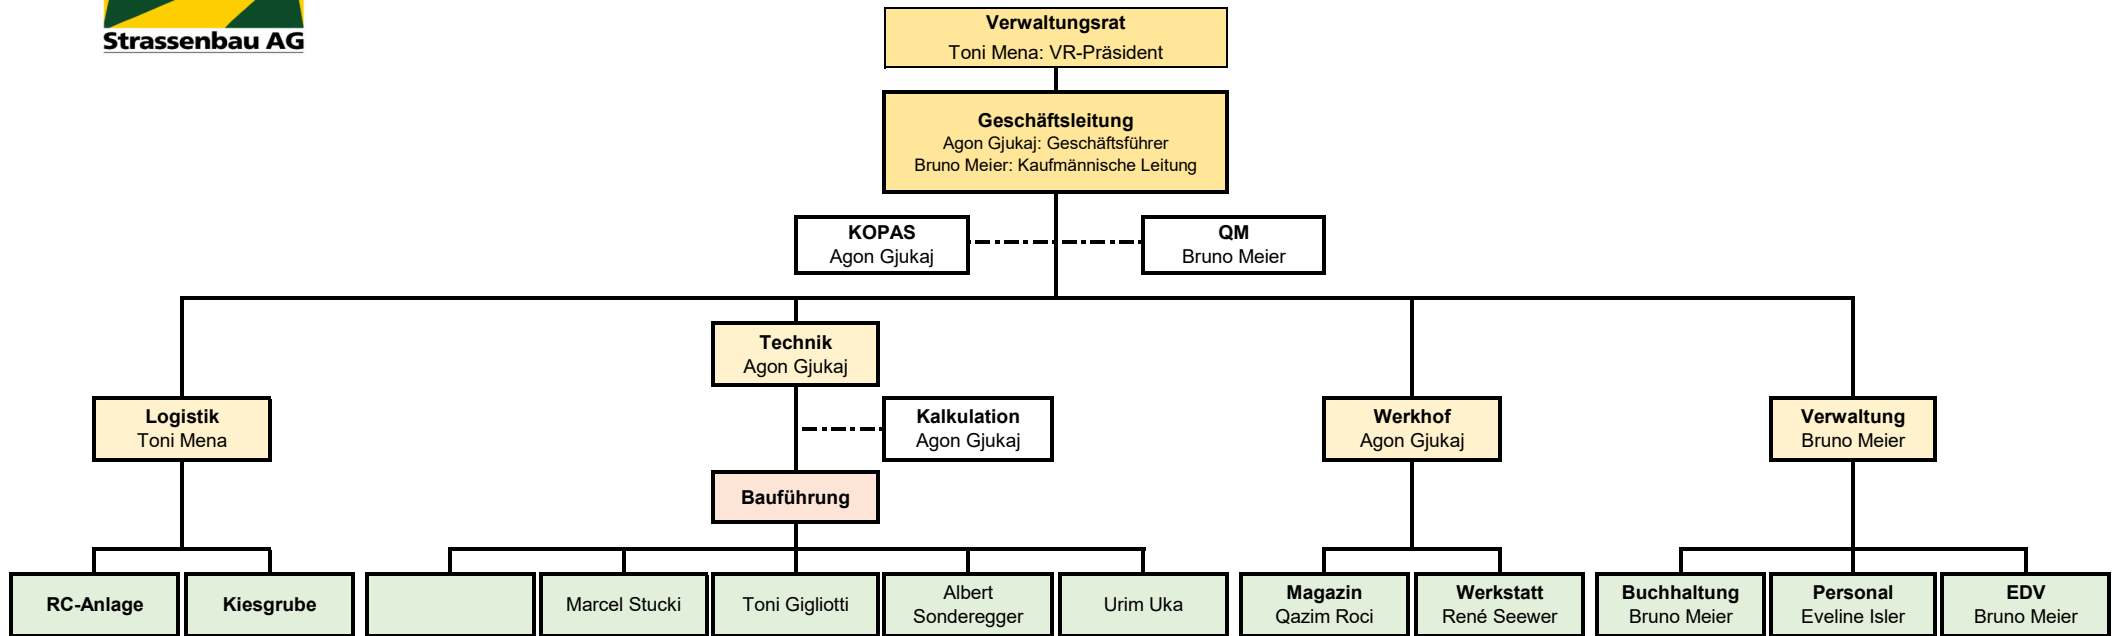 Strassenbau AG
Verwaltungsrat
Toni Mena: VR-Präsident
Geschäftsleitung
Agon Gjukaj: Geschäftsführer
Bruno Meier: Kaufmännische Leitung
KOPAS
Agon Gjukaj
QM
Bruno Meier
Technik
Agon Gjukaj
Logistik
Toni Mena
Kalkulation
Agon Gjukaj
Werkhof
Agon Gjukaj
Verwaltung
Bruno Meier
Bauführung
RC-Anlage
Kiesgrube
Marcel Stucki
Toni Gigliotti
Albert
Sonderegger
Urim Uka
Magazin
Qazim Roci
Werkstatt
René Seewer
Buchhaltung
Bruno Meier
Personal
Eveline Isler
EDV
Bruno Meier